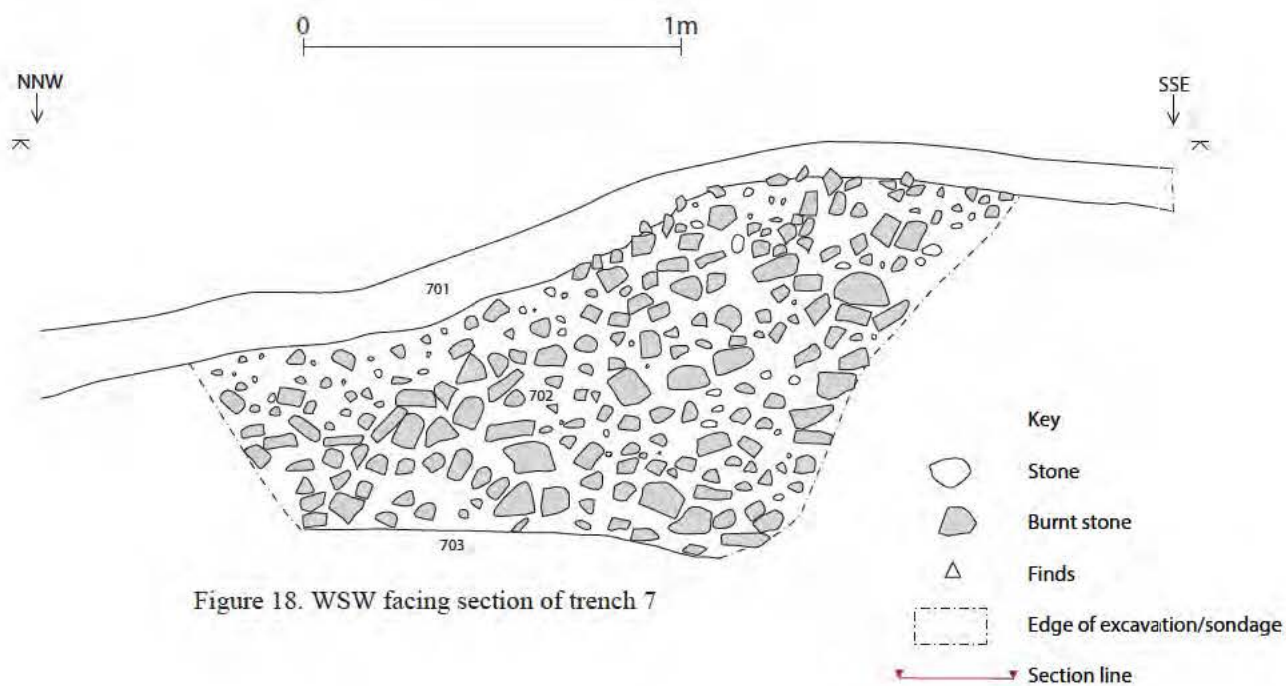 0 1m
NNW SSE
701
702
703
Key
Stone
Burnt stone
Finds
Edge of excavation/sondage
Section line
Figure 18. WSW facing section of trench 7